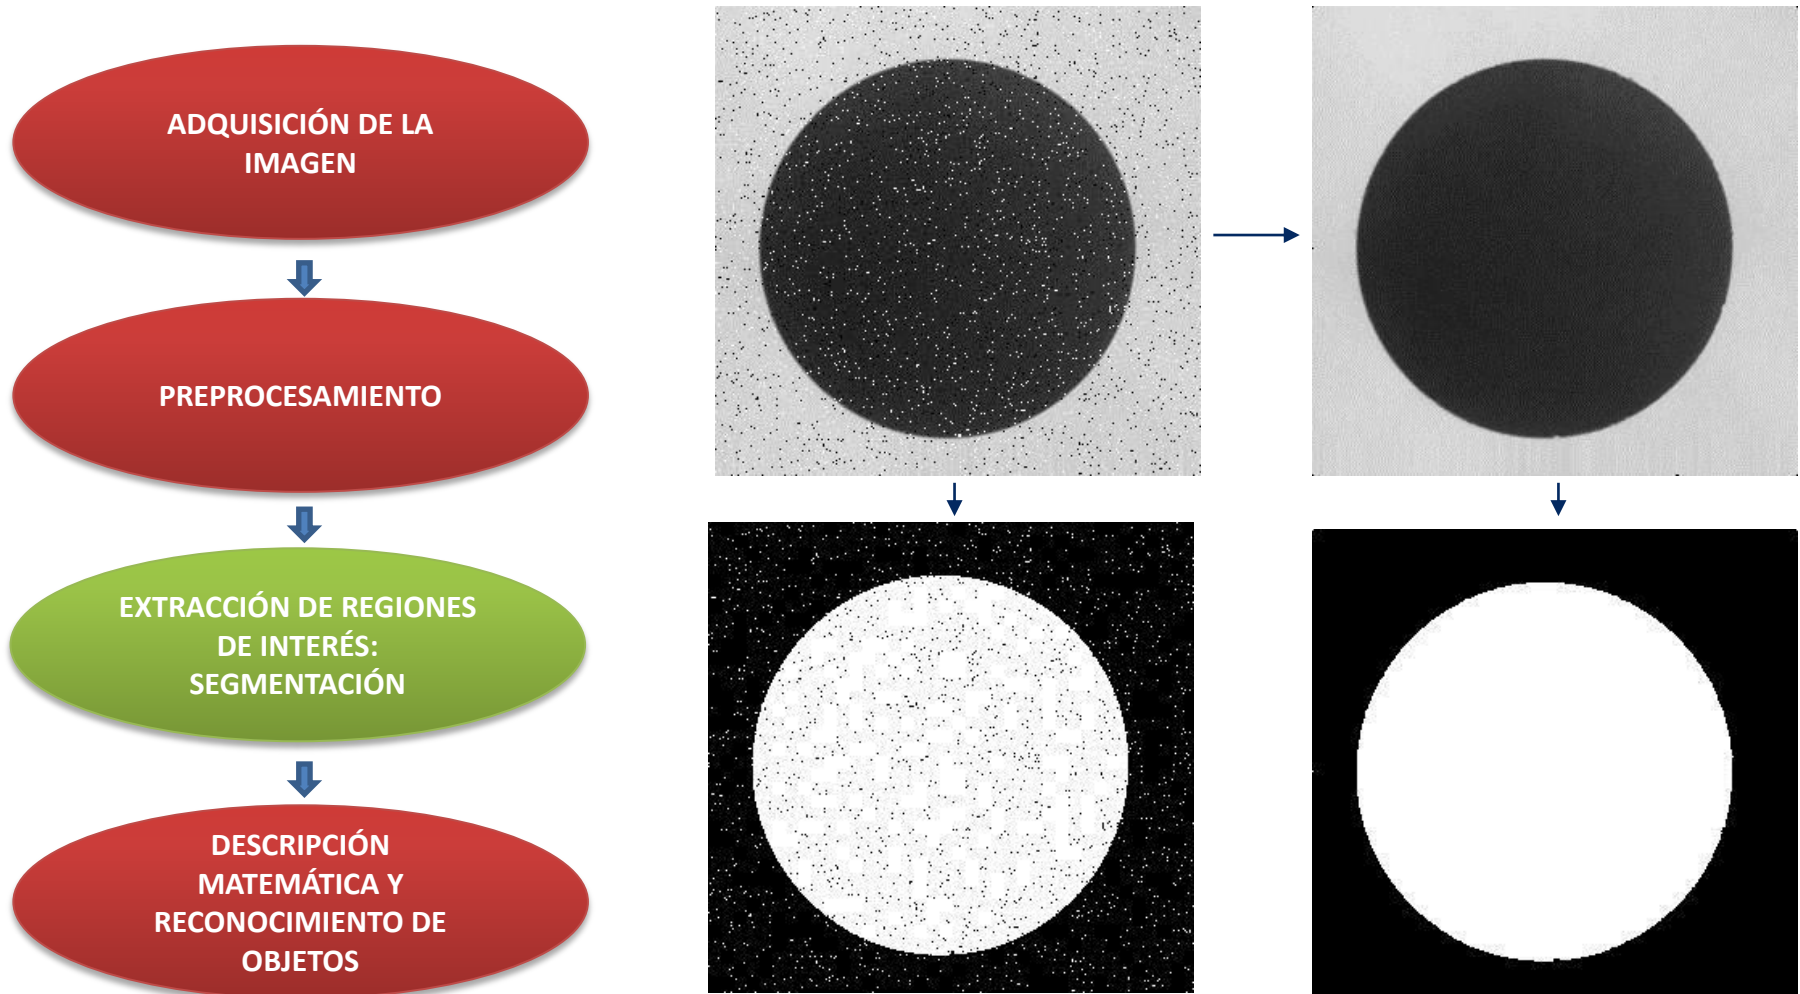 ADQUISICIÓN DE LA
IMAGEN
PREPROCESAMIENTO
EXTRACCIÓN DE REGIONES
DE INTERÉS:
SEGMENTACIÓN
DESCRIPCIÓN
MATEMÁTICA Y
RECONOCIMIENTO DE
OBJETOS